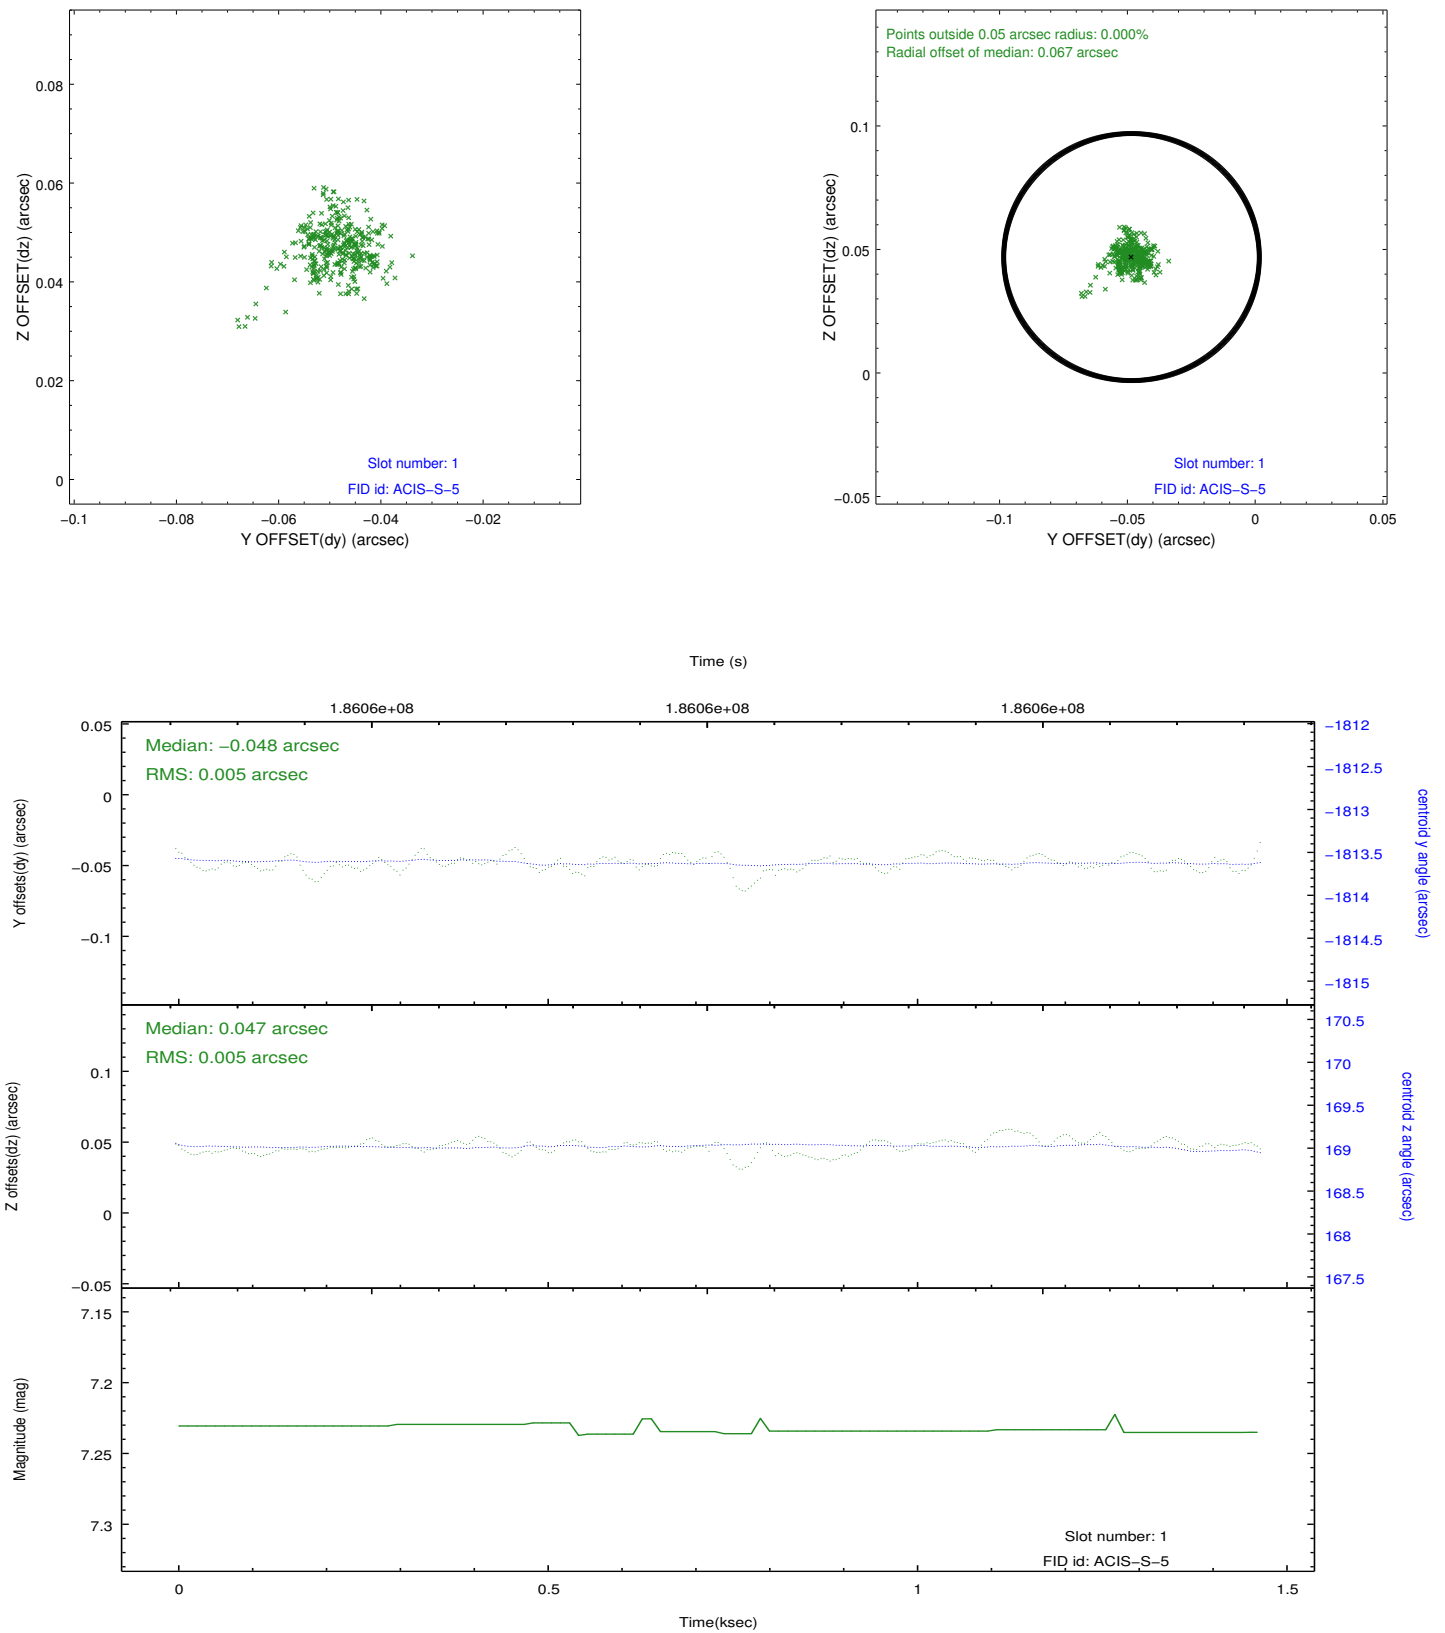 0.08
0.06
0.04
0.02
0
Z OFFSET(dz) (arcsec)
Slot number: 1
FID id: ACIS−S−5
−0.1
−0.08
−0.06
−0.04
−0.02
Y OFFSET(dy) (arcsec)
Points outside 0.05 arcsec radius: 0.000%
Radial offset of median: 0.067 arcsec
0.1
0.05
0
−0.05
Z OFFSET(dz) (arcsec)
Slot number: 1
FID id: ACIS−S−5
−0.1
−0.05
0
0.05
Y OFFSET(dy) (arcsec)
Time (s)
1.8606e+08
1.8606e+08
1.8606e+08
0.05
0
−0.05
−0.1
Y offsets(dy) (arcsec)
Median: −0.048 arcsec
RMS: 0.005 arcsec
−1812
−1812.5
−1813
−1813.5
−1814
−1814.5
−1815
centroid y angle (arcsec)
0.1
0.05
0
−0.05
Z offsets(dz) (arcsec)
Median: 0.047 arcsec
RMS: 0.005 arcsec
170.5
170
169.5
169
168.5
168
167.5
centroid z angle (arcsec)
7.15
7.2
7.25
7.3
Magnitude (mag)
Slot number: 1
FID id: ACIS−S−5
0
0.5
1
1.5
Time(ksec)